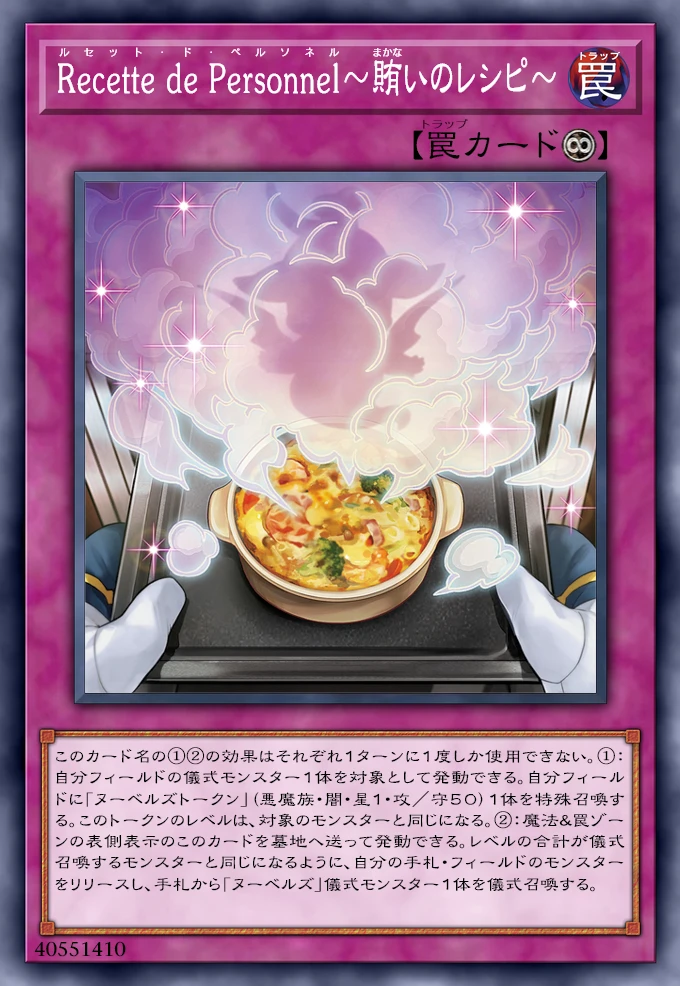 ルセット・ド・ペルソネル まかな
Recette de Personnel～賄いのレシピ～
トラップ
罠
トラップ
【罠カード】
このカード名の①②の効果はそれぞれ１ターンに１度しか使用できない。①：
自分フィールドの儀式モンスター１体を対象として発動できる。自分フィール
ドに「ヌーベルズトークン」（悪魔族・闇・星１・攻／守５０）１体を特殊召喚す
る。このトークンのレベルは、対象のモンスターと同じになる。②：魔法&罠ゾー
ンの表側表示のこのカードを墓地へ送って発動できる。レベルの合計が儀式
召喚するモンスターと同じになるように、自分の手札・フィールドのモンスター
をリリースし、手札から「ヌーベルズ」儀式モンスター１体を儀式召喚する。
40551410